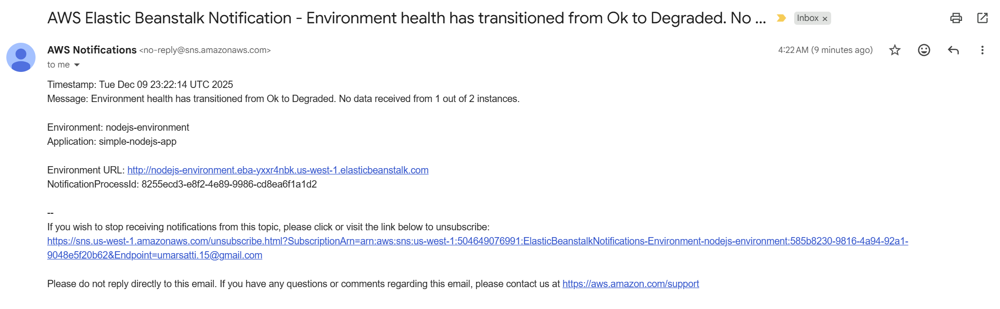 AWS Elastic Beanstalk Notification - Environment health has transitioned from Ok to Degraded. No ...
Inbox ×
AWS Notifications <no-reply@sns.amazonaws.com>
4:22 AM (9 minutes ago)
to me
Timestamp: Tue Dec 09 23:22:14 UTC 2025
Message: Environment health has transitioned from Ok to Degraded. No data received from 1 out of 2 instances.
Environment: nodejs-environment
Application: simple-nodejs-app
Environment URL: http://nodejs-environment.eba-yxxr4nbk.us-west-1.elasticbeanstalk.com
NotificationProcessId: 8255ecd3-e8f2-4e89-9986-cd8ea6f1a1d2
--
If you wish to stop receiving notifications from this topic, please click or visit the link below to unsubscribe:
https://sns.us-west-1.amazonaws.com/unsubscribe.html?SubscriptionArn=arn:aws:sns:us-west-1:504649076991:ElasticBeanstalkNotifications-Environment-nodejs-environment:585b8230-9816-4a94-92a1-
9048e5f20b62&Endpoint=umarsatti.15@gmail.com
Please do not reply directly to this email. If you have any questions or comments regarding this email, please contact us at https://aws.amazon.com/support